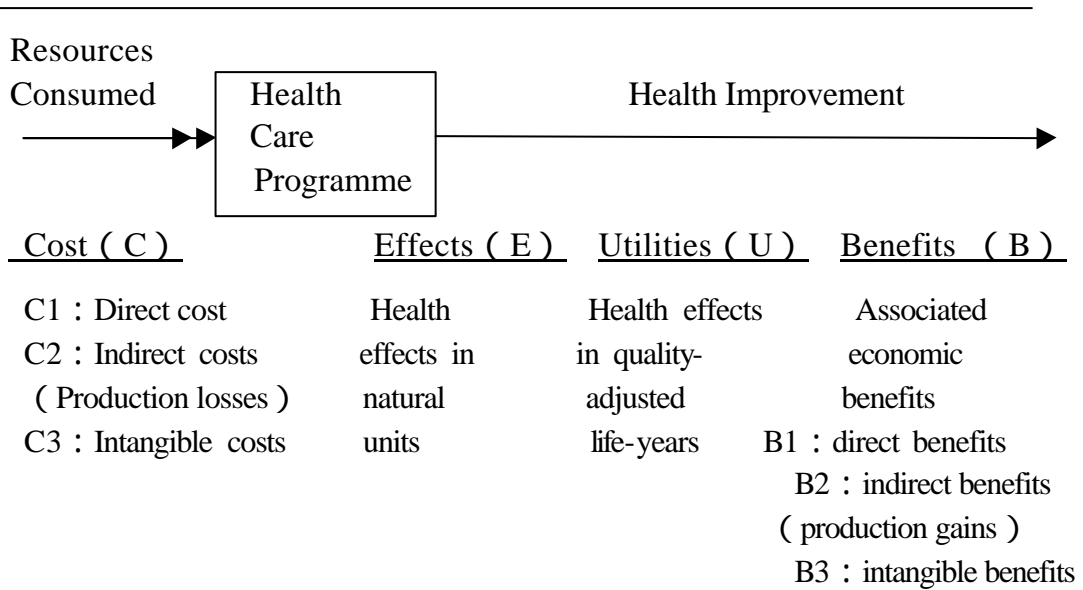 Resources
Consumed
Health
Care
Programme
Health Improvement
Cost ( C )
C1 : Direct cost
C2 : Indirect costs
( Production losses )
C3 : Intangible costs
Effects ( E )
Health
effects in
natural
units
Utilities ( U )
Health effects
in quality-
adjusted
life-years
Benefits ( B )
Associated
economic
benefits
B1 : direct benefits
B2 : indirect benefits
( production gains )
B3 : intangible benefits